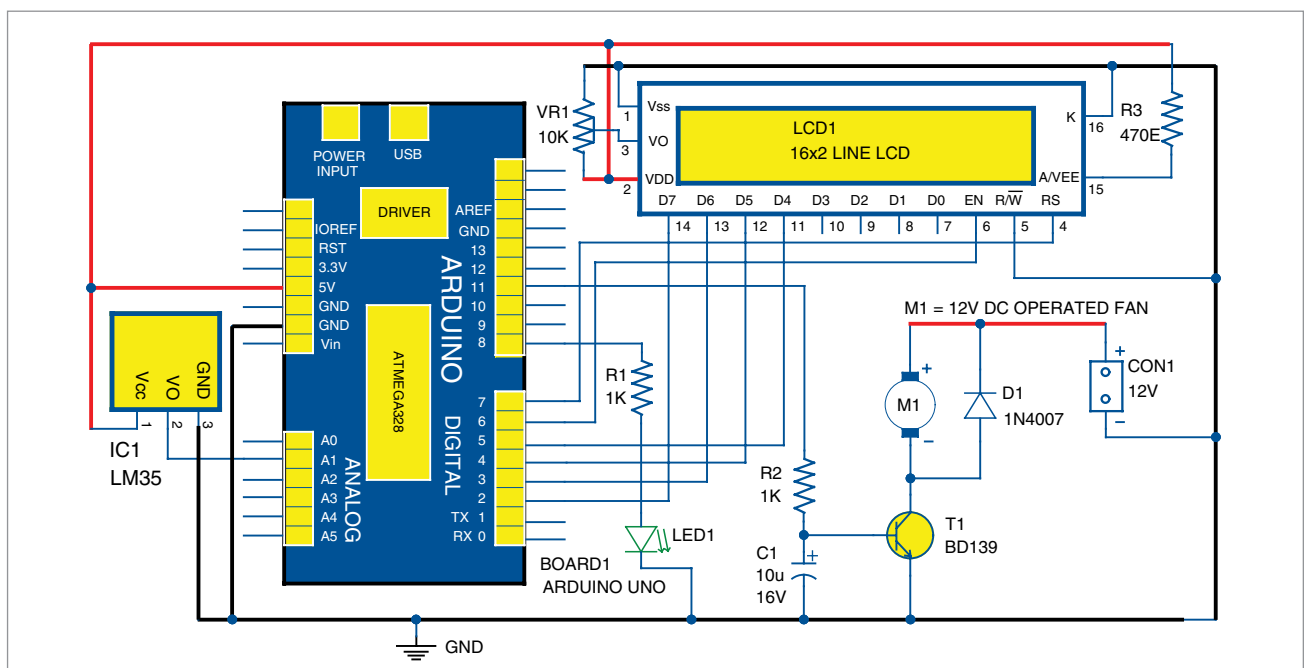 VR1
10K
1
Vss
3
VO
2
VDD
LCD1
16x2 LINE LCD
K
16
A/VEE
15
R3
470E
D7
D6
D5
D4
D3
D2
D1
D0
EN
R/W
RS
14
13
12
11
10
9
8
7
6
5
4
POWER
INPUT
USB
DRIVER
IOREF
RST
3.3V
5V
GND
GND
Vin
AREF
GND
13
12
11
10
9
8
ARDUINO
ATMEGA328
A0
A1
A2
A3
A4
A5
ANALOG
DIGITAL
7
6
5
4
3
2
TX 1
RX 0
Vcc
VO
GND
1
2
3
IC1
LM35
R1
1K
LED1
BOARD1
ARDUINO UNO
R2
1K
C1
10u
16V
+
M1 = 12V DC OPERATED FAN
+
M1
–
D1
1N4007
+
CON1
12V
–
T1
BD139
GND